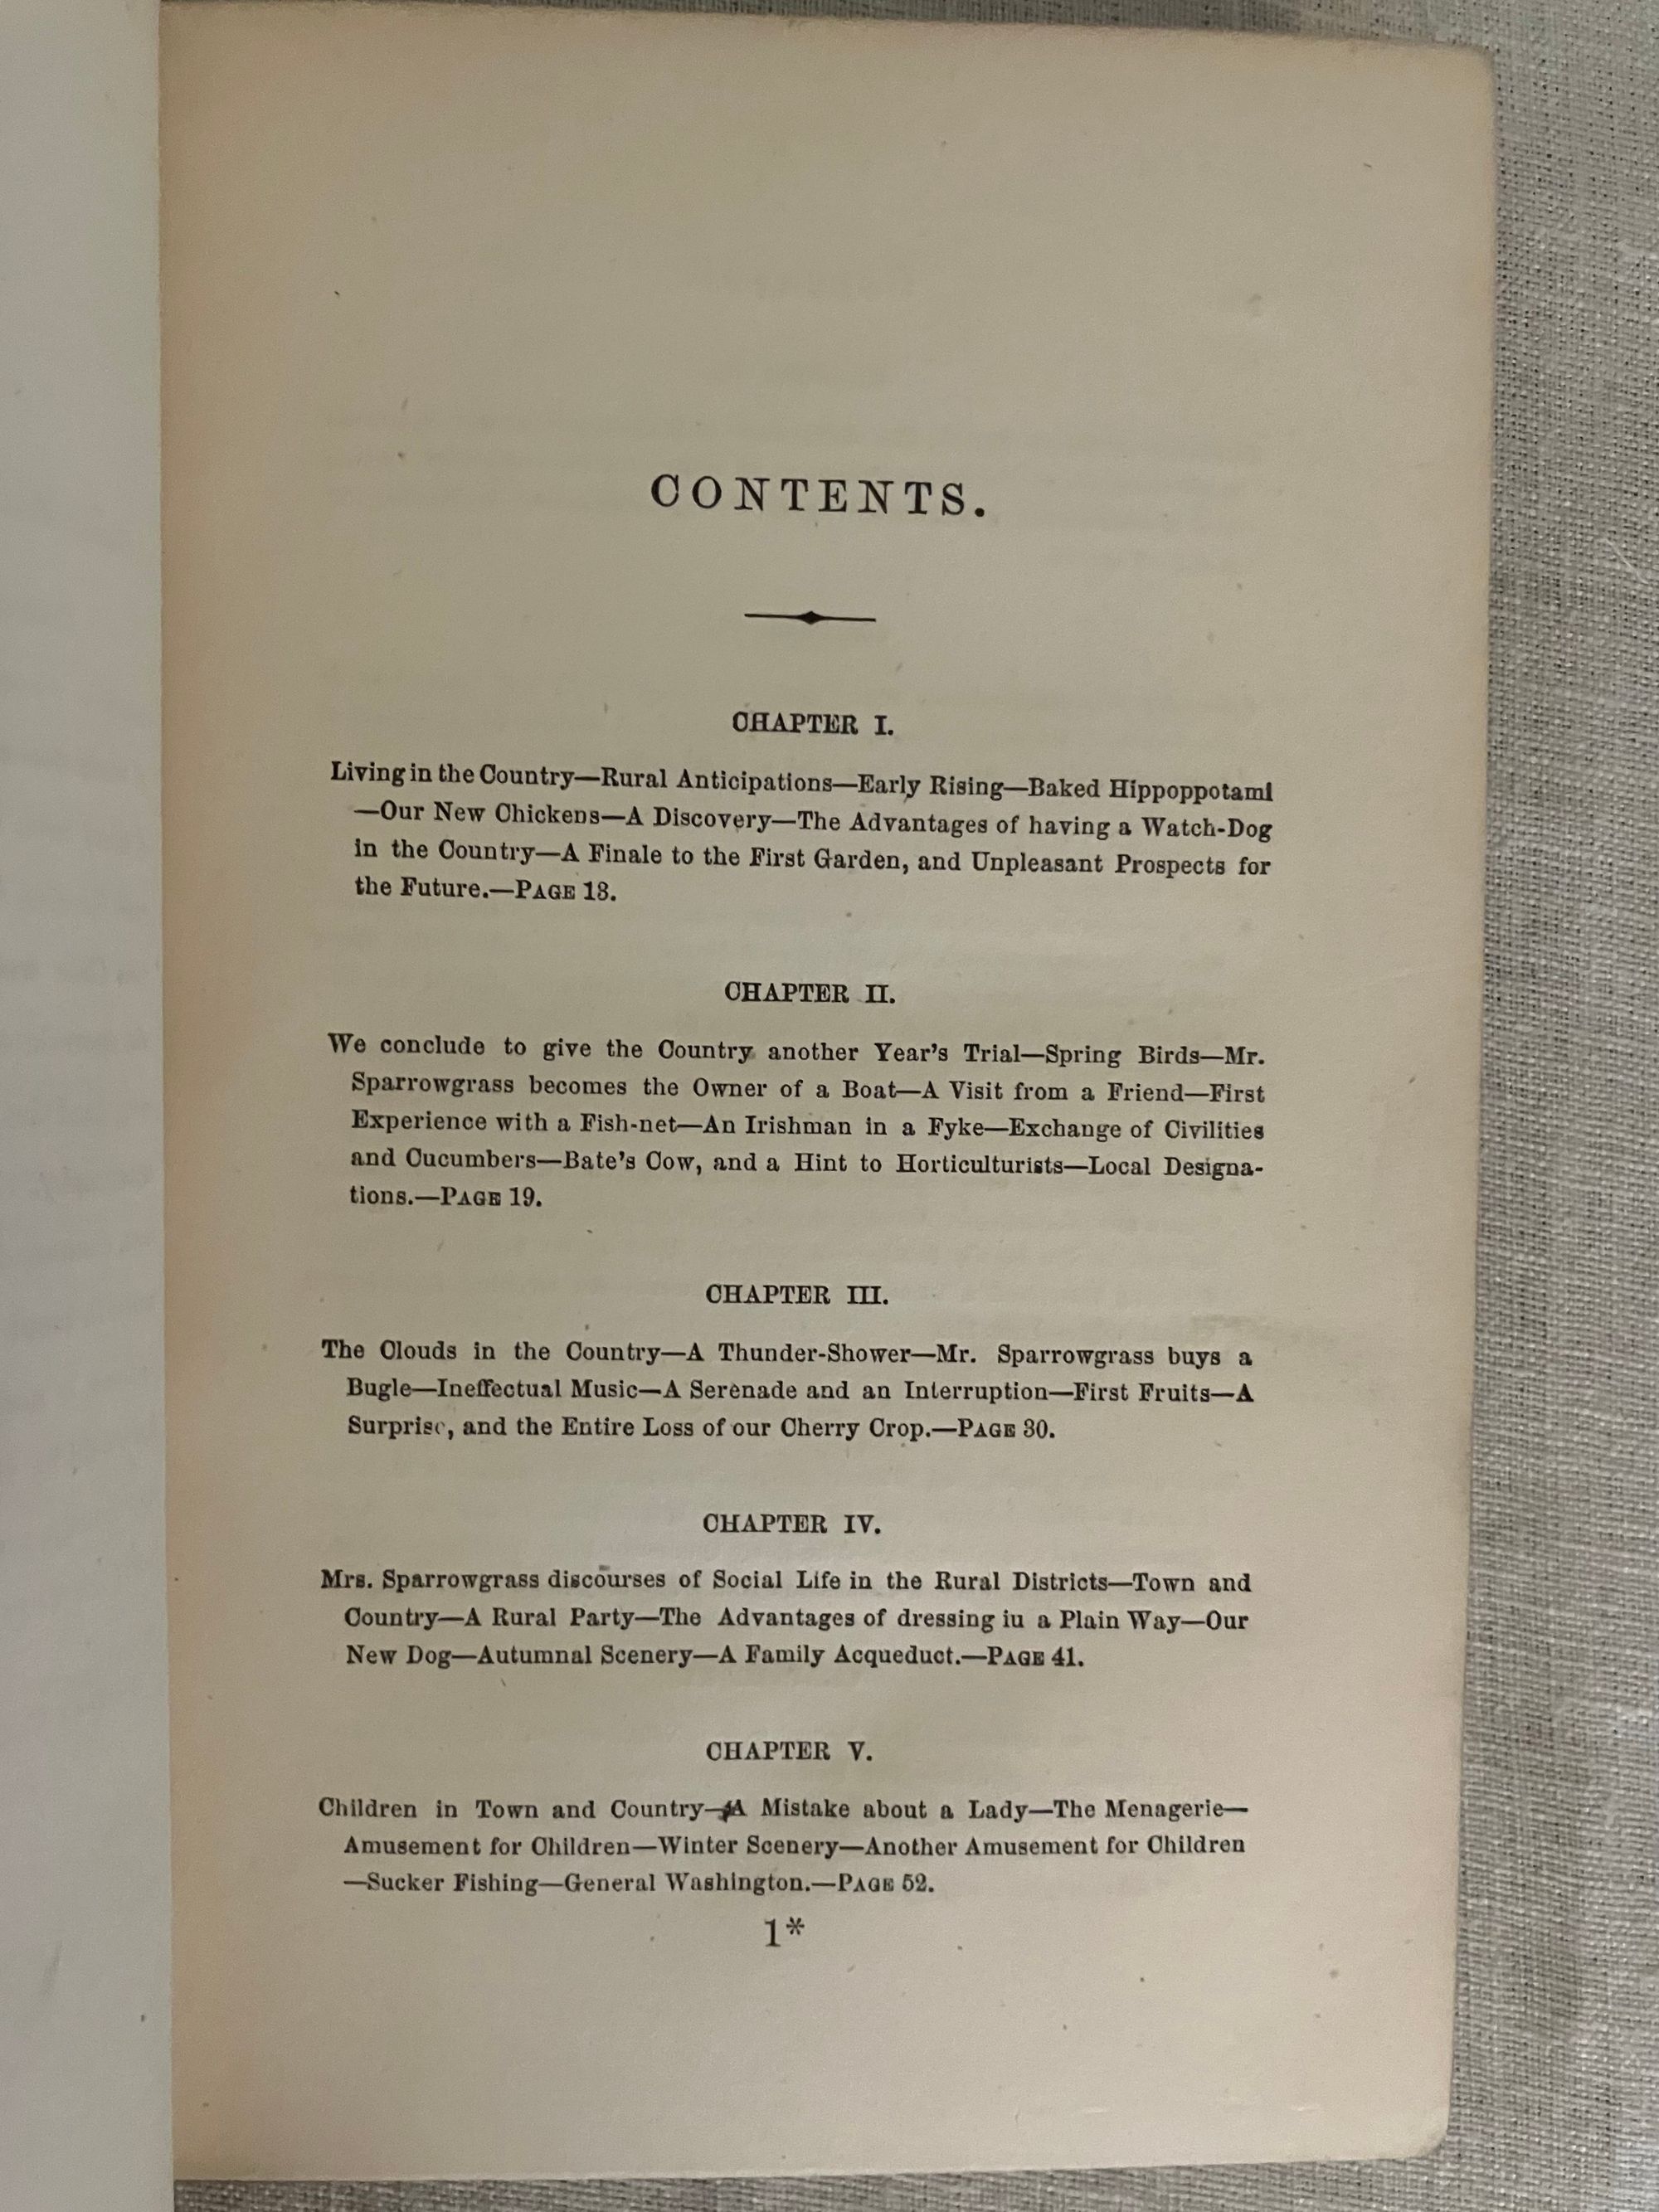 CONTENTS.
CHAPTER I.
Living in the Country—Rural Anticipations—Early Rising—Baked Hippoppotami
—Our New Chickens—A Discovery—The Advantages of having a Watch-Dog
in the Country—A Finale to the First Garden, and Unpleasant Prospects for
the Future.—PAGE 13.
CHAPTER II.
We conclude to give the Country another Year's Trial—Spring Birds—Mr.
Sparrowgrass becomes the Owner of a Boat—A Visit from a Friend—First
Experience with a Fish-net—An Irishman in a Fyke—Exchange of Civilities
and Cucumbers—Bate's Cow, and a Hint to Horticulturists—Local Designa-
tions.—PAGE 19.
CHAPTER III.
The Clouds in the Country—A Thunder-Shower—Mr. Sparrowgrass buys a
Bugle—Ineffectual Music—A Serenade and an Interruption—First Fruits—A
Surprise, and the Entire Loss of our Cherry Crop.—PAGE 30.
CHAPTER IV.
Mrs. Sparrowgrass discourses of Social Life in the Rural Districts—Town and
Country—A Rural Party—The Advantages of dressing iu a Plain Way—Our
New Dog—Autumnal Scenery—A Family Acqueduct.—PAGE 41.
CHAPTER V.
Children in Town and Country—A Mistake about a Lady—The Menagerie—
Amusement for Children—Winter Scenery—Another Amusement for Children
—Sucker Fishing—General Washington.—PAGE 52.
1*